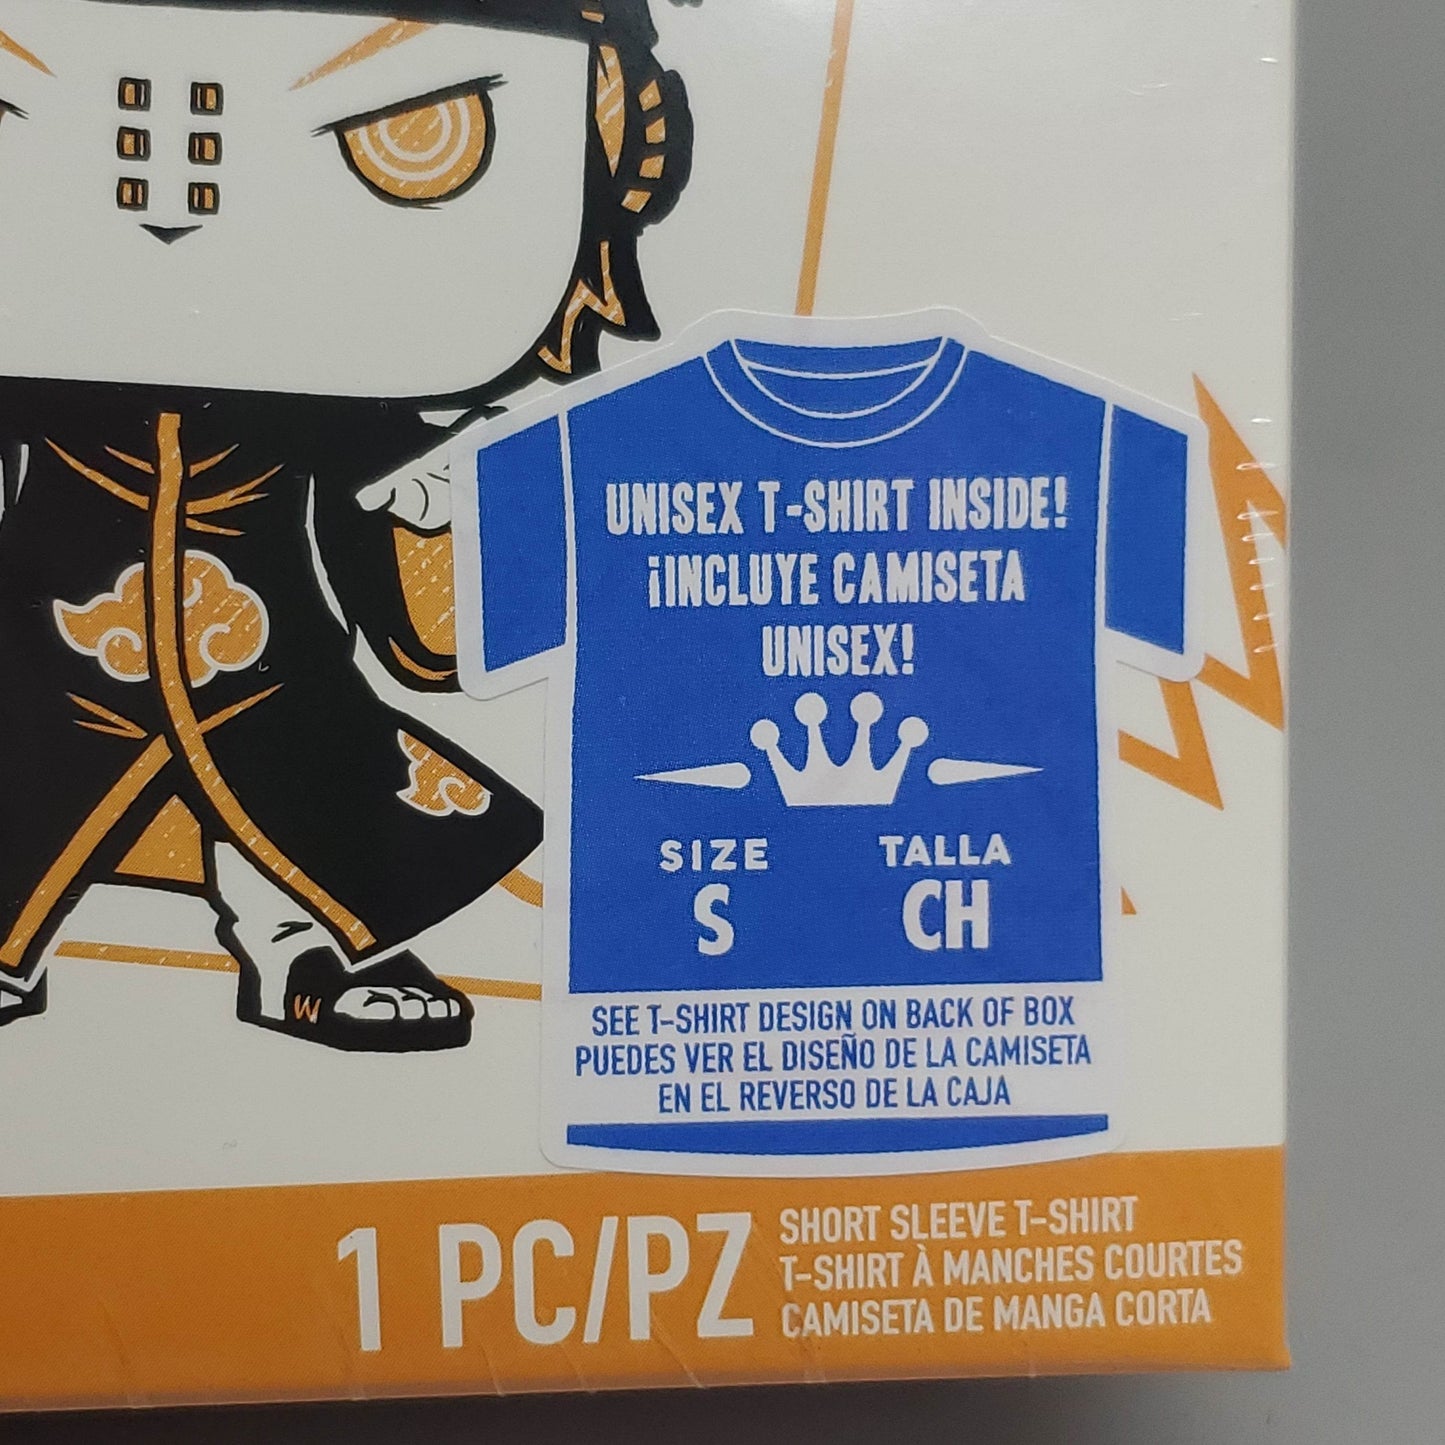 UNISEX T-SHIRT INSIDE!
¡INCLUYE CAMISETA
UNISEX!
SIZE TALLA
S CH
SEE T-SHIRT DESIGN ON BACK OF BOX
PUEDES VER EL DISEÑO DE LA CAMISETA
EN EL REVERSO DE LA CAJA
1 PC/PZ
SHORT SLEEVE T-SHIRT
T-SHIRT À MANCHES COURTES
CAMISETA DE MANGA CORTA